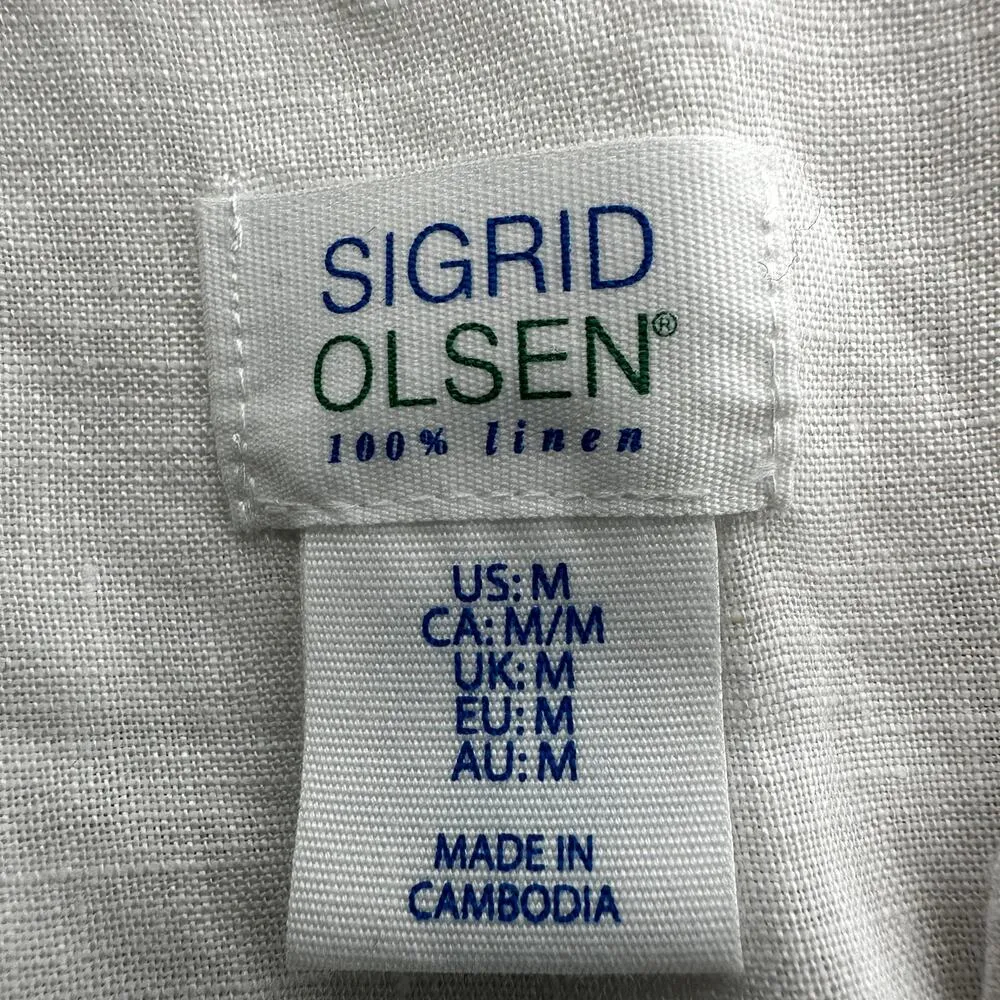 SIGRID
OLSEN®
100% linen
US: M
CA: M/M
UK: M
EU: M
AU: M
MADE IN
CAMBODIA